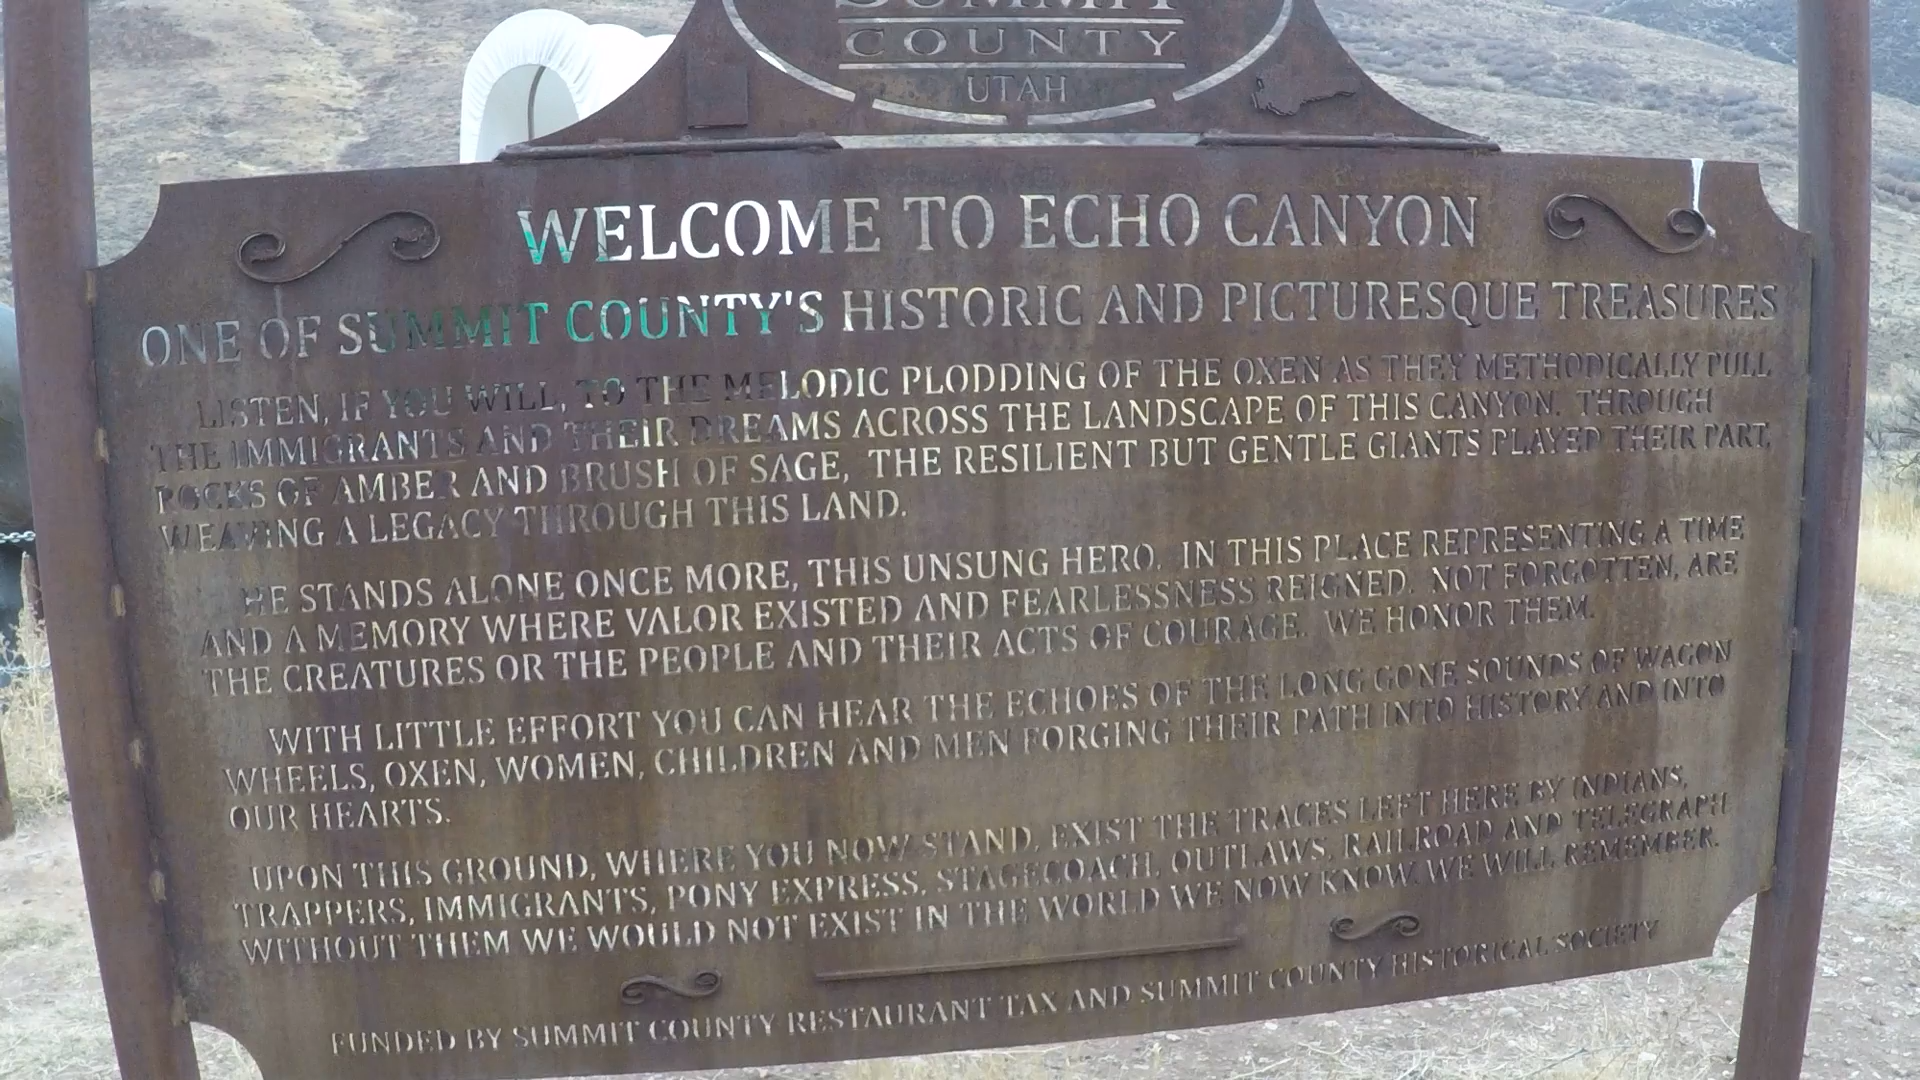 SUMMIT
COUNTY
UTAH
WELCOME TO ECHO CANYON
ONE OF SUMMIT COUNTY'S HISTORIC AND PICTURESQUE TREASURES
LISTEN, IF YOU WILL, TO THE MELODIC PLODDING OF THE OXEN AS THEY METHODICALLY PULL
THE IMMIGRANTS AND THEIR DREAMS ACROSS THE LANDSCAPE OF THIS CANYON. THROUGH
ROCKS OF AMBER AND BRUSH OF SAGE, THE RESILIENT BUT GENTLE GIANTS PLAYED THEIR PART,
WEAVING A LEGACY THROUGH THIS LAND.
HE STANDS ALONE ONCE MORE, THIS UNSUNG HERO. IN THIS PLACE REPRESENTING A TIME
AND A MEMORY WHERE VALOR EXISTED AND FEARLESSNESS REIGNED. NOT FORGOTTEN, ARE
THE CREATURES OR THE PEOPLE AND THEIR ACTS OF COURAGE. WE HONOR THEM.
WITH LITTLE EFFORT YOU CAN HEAR THE ECHOES OF THE LONG GONE SOUNDS OF WAGON
WHEELS, OXEN, WOMEN, CHILDREN AND MEN FORGING THEIR PATH INTO HISTORY AND INTO
OUR HEARTS.
UPON THIS GROUND, WHERE YOU NOW STAND, EXIST THE TRACES LEFT HERE BY INDIANS,
TRAPPERS, IMMIGRANTS, PONY EXPRESS, STAGECOACH, OUTLAWS, RAILROAD AND TELEGRAPH
WITHOUT THEM WE WOULD NOT EXIST IN THE WORLD WE NOW KNOW. WE WILL REMEMBER.
FUNDED BY SUMMIT COUNTY RESTAURANT TAX AND SUMMIT COUNTY HISTORICAL SOCIETY